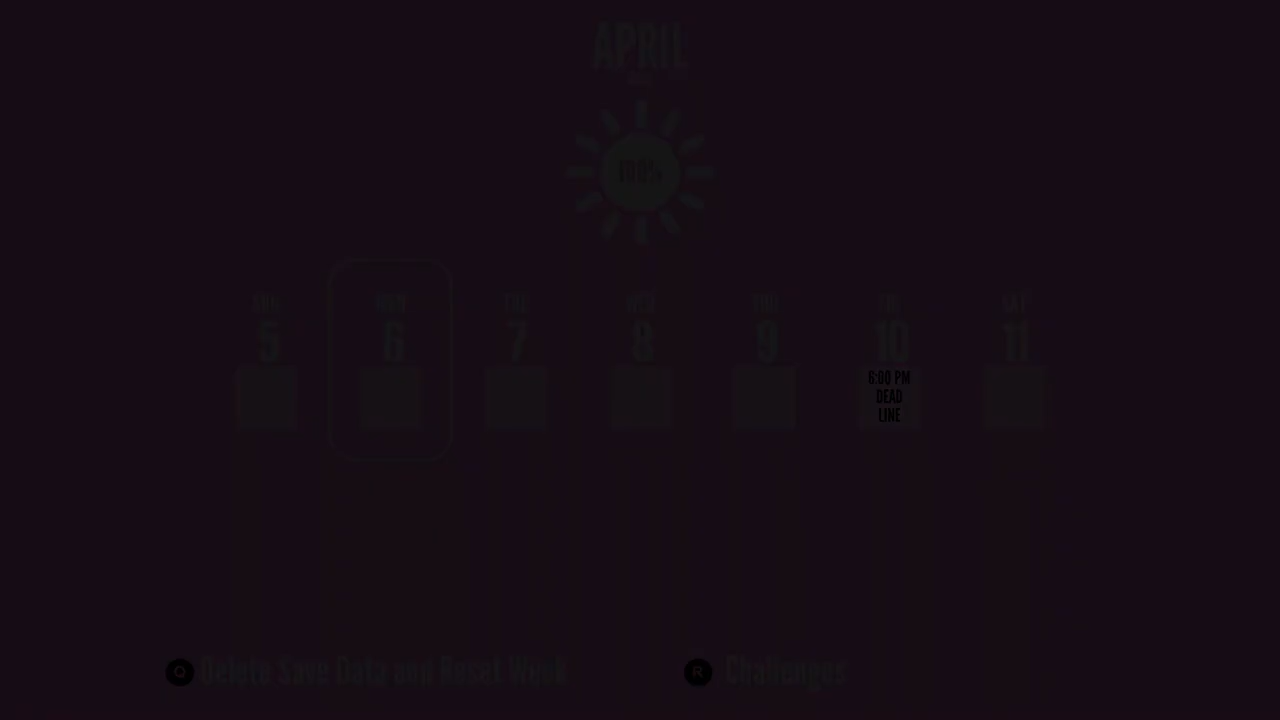 APRIL
100%
SUN MON TUE WED THU FRI SAT
5 6 7 8 9 10 11
6:00 PM
DEAD
LINE
Q Delete Save Data and Reset Week
R Challenges